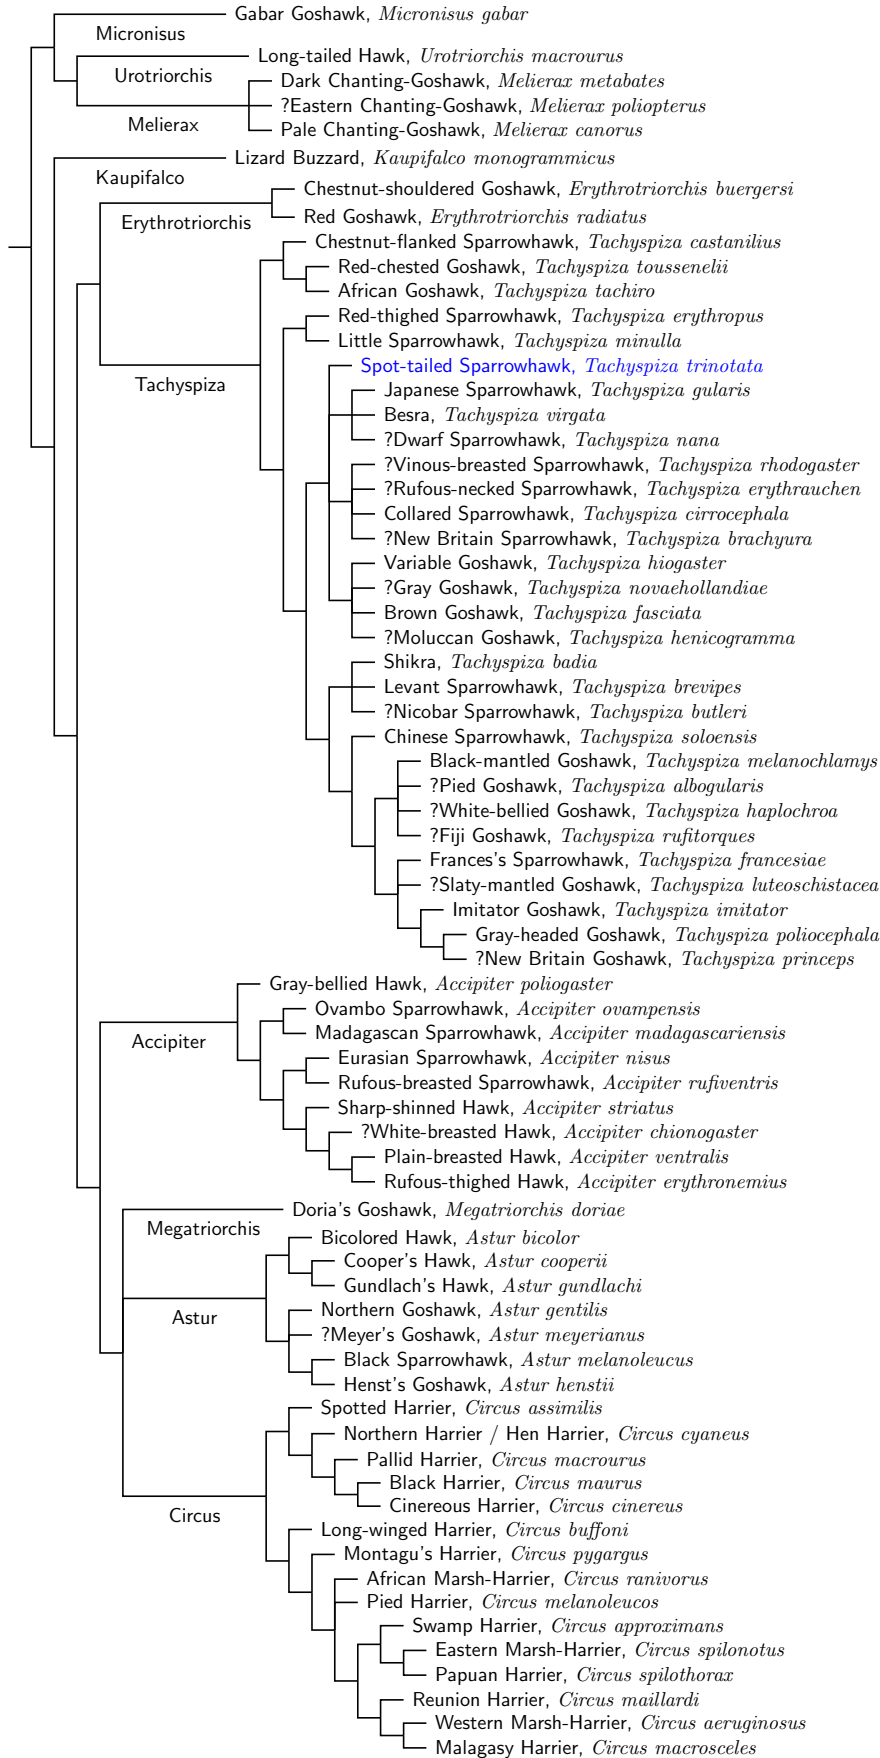 Gabar Goshawk, Micronisus gabar
Micronisus
Long-tailed Hawk, Urotriorchis macrourus
Urotriorchis
Dark Chanting-Goshawk, Melierax metabates
?Eastern Chanting-Goshawk, Melierax poliopterus
Melierax
Pale Chanting-Goshawk, Melierax canorus
Lizard Buzzard, Kaupifalco monogrammicus
Kaupifalco
Chestnut-shouldered Goshawk, Erythrotriorchis buergersi
Erythrotriorchis
Red Goshawk, Erythrotriorchis radiatus
Chestnut-flanked Sparrowhawk, Tachyspiza castanilius
Red-chested Goshawk, Tachyspiza toussenelii
African Goshawk, Tachyspiza tachiro
Red-thighed Sparrowhawk, Tachyspiza erythropus
Little Sparrowhawk, Tachyspiza minulla
Spot-tailed Sparrowhawk, Tachyspiza trinotata
Tachyspiza
Japanese Sparrowhawk, Tachyspiza gularis
Besra, Tachyspiza virgata
?Dwarf Sparrowhawk, Tachyspiza nana
?Vinous-breasted Sparrowhawk, Tachyspiza rhodogaster
?Rufous-necked Sparrowhawk, Tachyspiza erythrauchen
Collared Sparrowhawk, Tachyspiza cirrocephala
?New Britain Sparrowhawk, Tachyspiza brachyura
Variable Goshawk, Tachyspiza hiogaster
?Gray Goshawk, Tachyspiza novaehollandiae
Brown Goshawk, Tachyspiza fasciata
?Moluccan Goshawk, Tachyspiza henicogramma
Shikra, Tachyspiza badia
Levant Sparrowhawk, Tachyspiza brevipes
?Nicobar Sparrowhawk, Tachyspiza butleri
Chinese Sparrowhawk, Tachyspiza soloensis
Black-mantled Goshawk, Tachyspiza melanochlamys
?Pied Goshawk, Tachyspiza albogularis
?White-bellied Goshawk, Tachyspiza haplochroa
?Fiji Goshawk, Tachyspiza rufitorques
Frances's Sparrowhawk, Tachyspiza francesiae
?Slaty-mantled Goshawk, Tachyspiza luteoschistacea
Imitator Goshawk, Tachyspiza imitator
Gray-headed Goshawk, Tachyspiza poliocephala
?New Britain Goshawk, Tachyspiza princeps
Gray-bellied Hawk, Accipiter poliogaster
Ovambo Sparrowhawk, Accipiter ovampensis
Madagascan Sparrowhawk, Accipiter madagascariensis
Accipiter
Eurasian Sparrowhawk, Accipiter nisus
Rufous-breasted Sparrowhawk, Accipiter rufiventris
Sharp-shinned Hawk, Accipiter striatus
?White-breasted Hawk, Accipiter chionogaster
Plain-breasted Hawk, Accipiter ventralis
Rufous-thighed Hawk, Accipiter erythronemius
Doria's Goshawk, Megatriorchis doriae
Megatriorchis
Bicolored Hawk, Astur bicolor
Cooper's Hawk, Astur cooperii
Gundlach's Hawk, Astur gundlachi
Northern Goshawk, Astur gentilis
Astur
?Meyer's Goshawk, Astur meyerianus
Black Sparrowhawk, Astur melanoleucus
Henst's Goshawk, Astur henstii
Spotted Harrier, Circus assimilis
Northern Harrier / Hen Harrier, Circus cyaneus
Pallid Harrier, Circus macrourus
Black Harrier, Circus maurus
Cinereous Harrier, Circus cinereus
Circus
Long-winged Harrier, Circus buffoni
Montagu's Harrier, Circus pygargus
African Marsh-Harrier, Circus ranivorus
Pied Harrier, Circus melanoleucos
Swamp Harrier, Circus approximans
Eastern Marsh-Harrier, Circus spilonotus
Papuan Harrier, Circus spilothorax
Reunion Harrier, Circus maillardi
Western Marsh-Harrier, Circus aeruginosus
Malagasy Harrier, Circus macrosceles